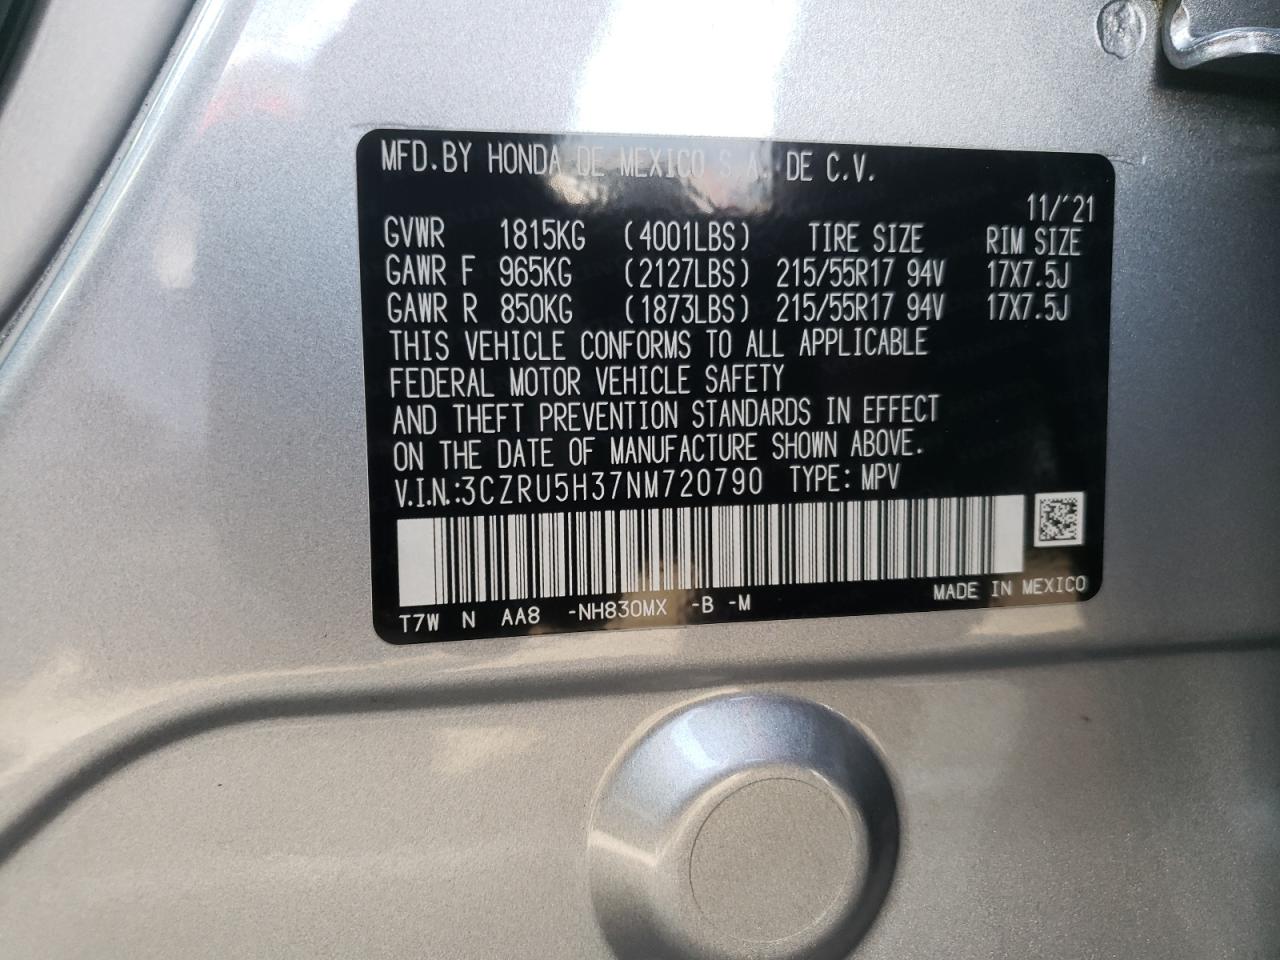 MFD.BY HONDA DE MEXICO S.A. DE C.V.
11/'21
GVWR 1815KG (4001LBS) TIRE SIZE RIM SIZE
GAWR F 965KG (2127LBS) 215/55R17 94V 17X7.5J
GAWR R 850KG (1873LBS) 215/55R17 94V 17X7.5J
THIS VEHICLE CONFORMS TO ALL APPLICABLE
FEDERAL MOTOR VEHICLE SAFETY
AND THEFT PREVENTION STANDARDS IN EFFECT
ON THE DATE OF MANUFACTURE SHOWN ABOVE.
V.I.N.:3CZRU5H37NM720790 TYPE: MPV
T7W N AA8 -NH830MX -B -M MADE IN MEXICO